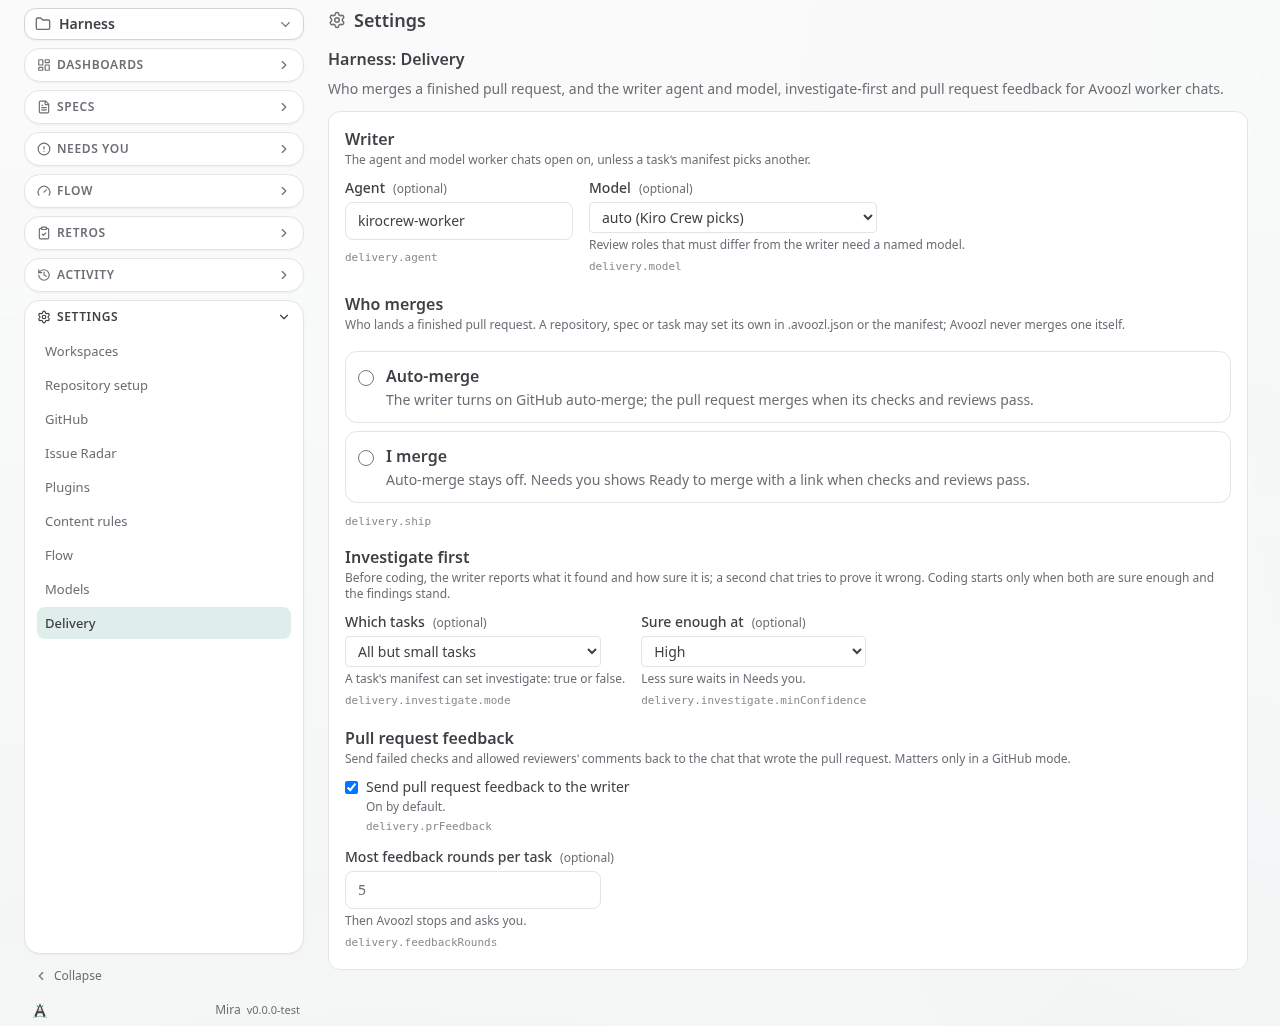 Harness
DASHBOARDS
SPECS
NEEDS YOU
FLOW
RETROS
ACTIVITY
SETTINGS
Workspaces
Repository setup
GitHub
Issue Radar
Plugins
Content rules
Flow
Models
Delivery
Collapse
Mira v0.0.0-test
Settings
Harness: Delivery
Who merges a finished pull request, and the writer agent and model, investigate-first and pull request feedback for Avoozl worker chats.
Writer
The agent and model worker chats open on, unless a task's manifest picks another.
Agent (optional)
kirocrew-worker
delivery.agent
Model (optional)
auto (Kiro Crew picks)
Review roles that must differ from the writer need a named model.
delivery.model
Who merges
Who lands a finished pull request. A repository, spec or task may set its own in .avoozl.json or the manifest; Avoozl never merges one itself.
Auto-merge
The writer turns on GitHub auto-merge; the pull request merges when its checks and reviews pass.
I merge
Auto-merge stays off. Needs you shows Ready to merge with a link when checks and reviews pass.
delivery.ship
Investigate first
Before coding, the writer reports what it found and how sure it is; a second chat tries to prove it wrong. Coding starts only when both are sure enough and
the findings stand.
Which tasks (optional)
All but small tasks
A task's manifest can set investigate: true or false.
delivery.investigate.mode
Sure enough at (optional)
High
Less sure waits in Needs you.
delivery.investigate.minConfidence
Pull request feedback
Send failed checks and allowed reviewers' comments back to the chat that wrote the pull request. Matters only in a GitHub mode.
Send pull request feedback to the writer
On by default.
delivery.prFeedback
Most feedback rounds per task (optional)
5
Then Avoozl stops and asks you.
delivery.feedbackRounds